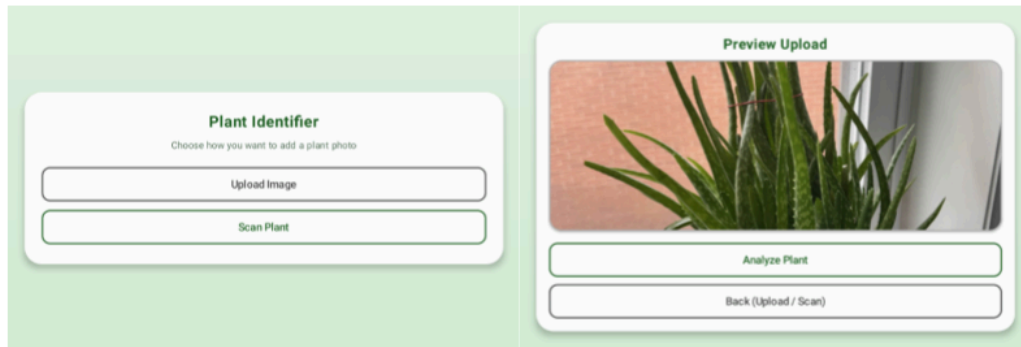 Plant Identifier
Choose how you want to add a plant photo
Upload Image
Scan Plant
Preview Upload
Analyze Plant
Back (Upload / Scan)